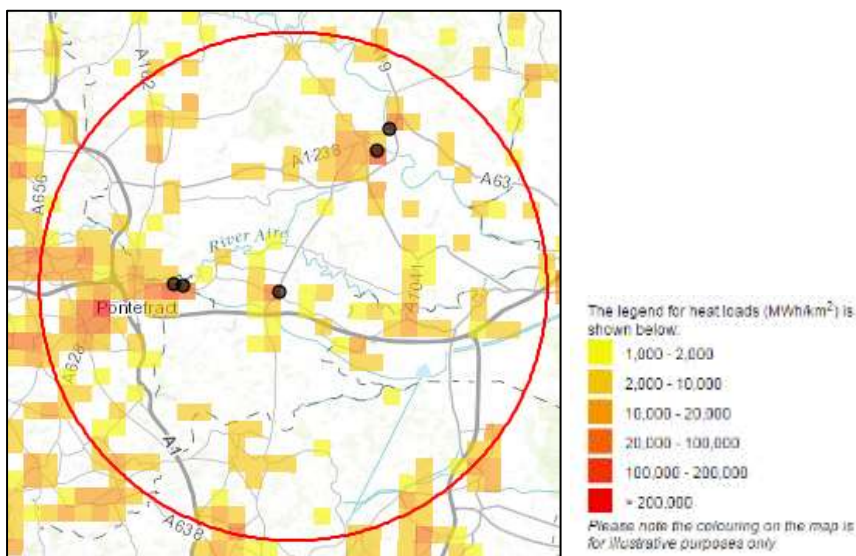 A162
A19
A1238
A63
A656
River Aire
A1041
Pontefract
A628
A1
A638
The legend for heat loads (MWh/km²) is
shown below:
1,000 - 2,000
2,000 - 10,000
10,000 - 20,000
20,000 - 100,000
100,000 - 200,000
> 200,000
Please note the colouring on the map is
for illustrative purposes only